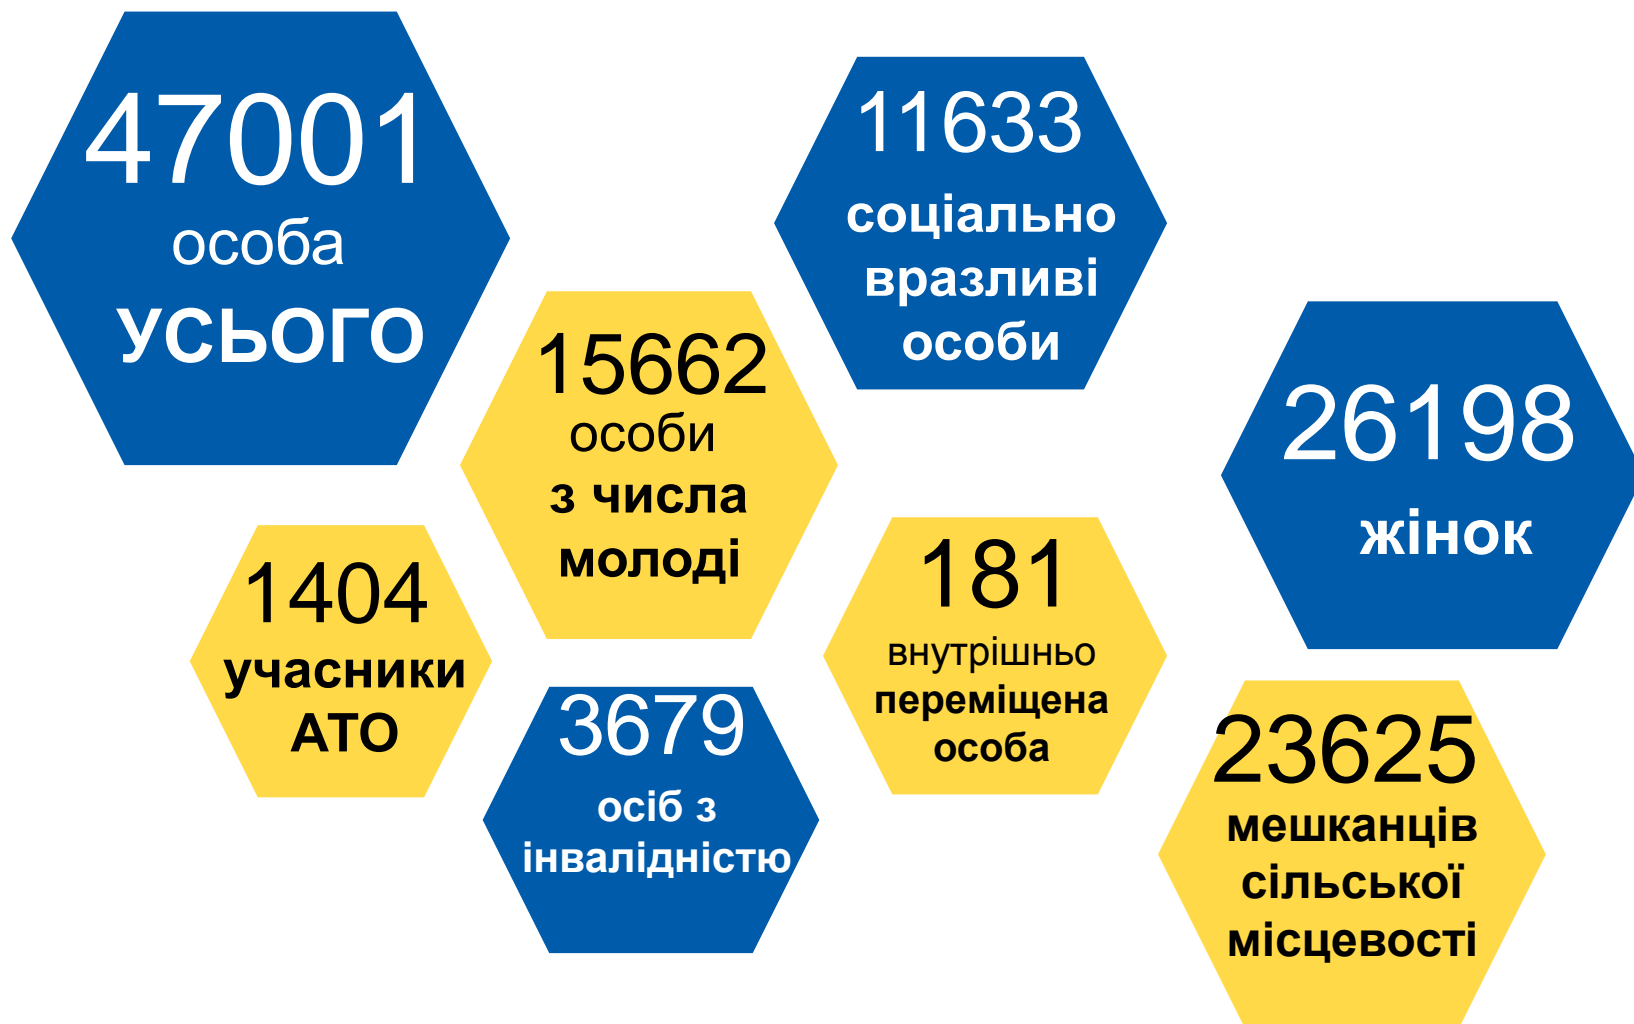 47001
особа
УСЬОГО
11633
соціально
вразливі
особи
15662
особи
з числа
молоді
26198
жінок
1404
учасники
АТО
181
внутрішньо
переміщена
особа
3679
осіб з
інвалідністю
23625
мешканців
сільської
місцевості